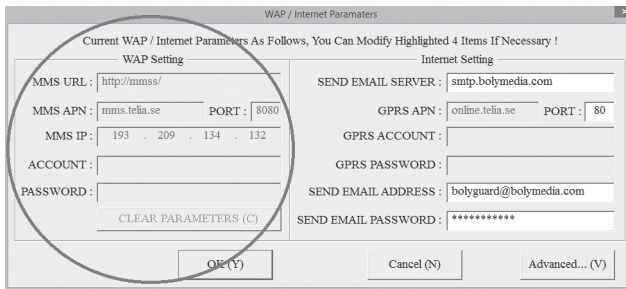 WAP / Internet Paramaters
Current WAP / Internet Parameters As Follows, You Can Modify Highlighted 4 Items If Necessary !
WAP Setting
MMS URL : http://mmss/
MMS APN : mms.telia.se PORT : 8080
MMS IP : 193 . 209 . 134 . 132
ACCOUNT :
PASSWORD :
CLEAR PARAMETERS (C)
Internet Setting
SEND EMAIL SERVER : smtp.bolymedia.com
GPRS APN : online.telia.se PORT : 80
GPRS ACCOUNT :
GPRS PASSWORD :
SEND EMAIL ADDRESS : bolyguard@bolymedia.com
SEND EMAIL PASSWORD : ***********
OK (Y) Cancel (N) Advanced... (V)